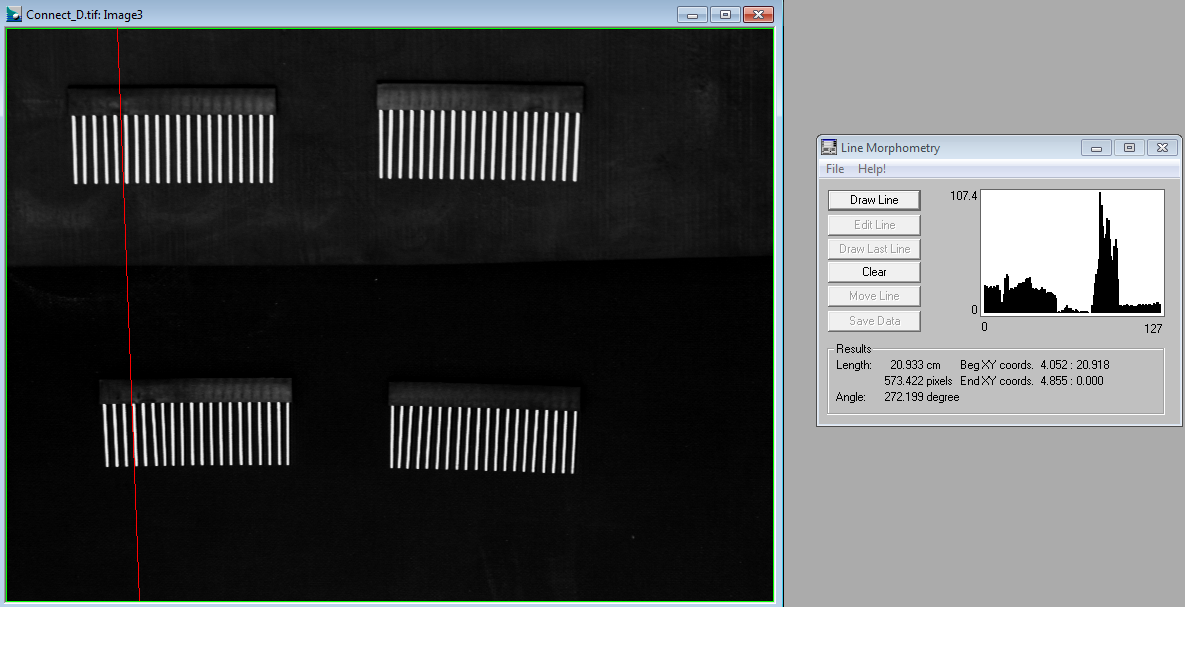 Connect_D.tif: Image3
Line Morphometry
File Help!
Draw Line
Edit Line
Draw Last Line
Clear
Move Line
Save Data
107.4
0
0 127
Results
Length: 20.933 cm Beg XY coords. 4.052 : 20.918
573.422 pixels End XY coords. 4.855 : 0.000
Angle: 272.199 degree